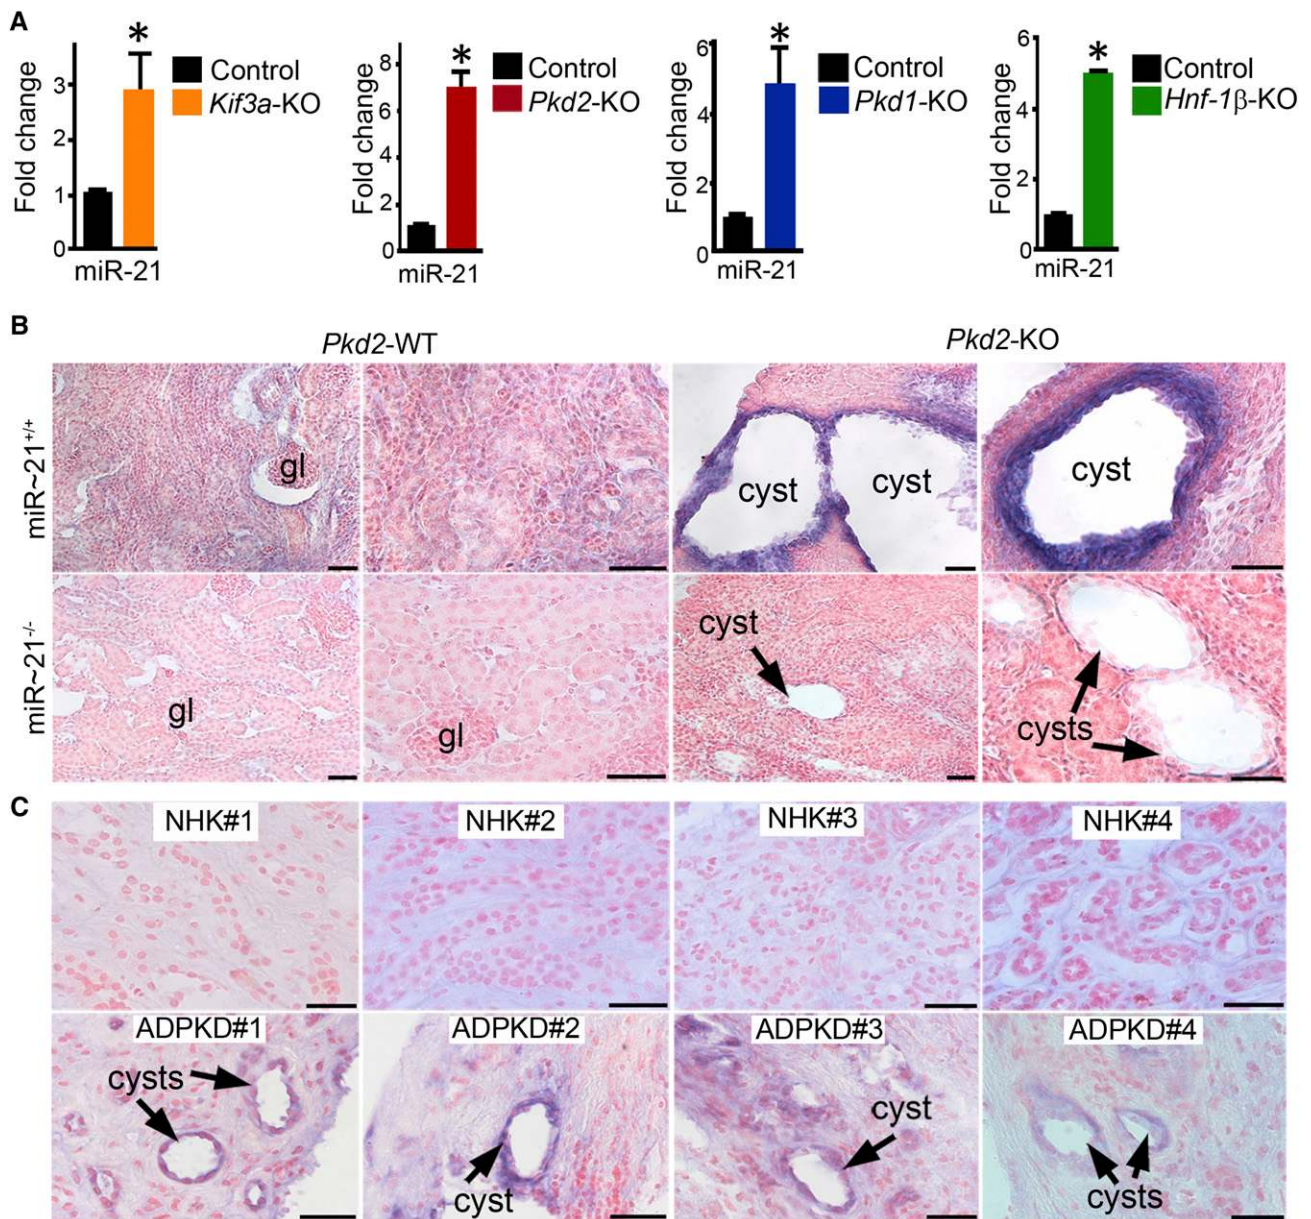 A
Fold change
3
2
1
0
*
miR-21
Control
Kif3a-KO
Fold change
8
6
4
2
0
*
miR-21
Control
Pkd2-KO
Fold change
6
4
2
0
*
miR-21
Control
Pkd1-KO
Fold change
6
4
2
0
*
miR-21
Control
Hnf-1β-KO
B
Pkd2-WT
Pkd2-KO
miR~21+/+
gl
cyst
cyst
cyst
miR~21-/-
gl
gl
cyst
cysts
C
NHK#1
NHK#2
NHK#3
NHK#4
ADPKD#1
cysts
ADPKD#2
cyst
ADPKD#3
cyst
ADPKD#4
cysts